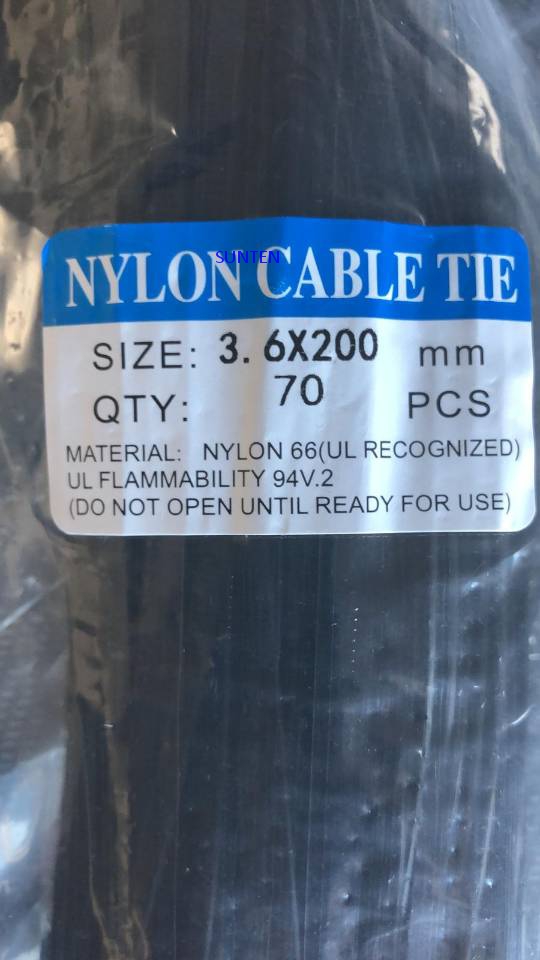 SUNTEN
NYLON CABLE TIE
SIZE: 3.6X200 mm
QTY: 70 PCS
MATERIAL: NYLON 66(UL RECOGNIZED)
UL FLAMMABILITY 94V.2
(DO NOT OPEN UNTIL READY FOR USE)